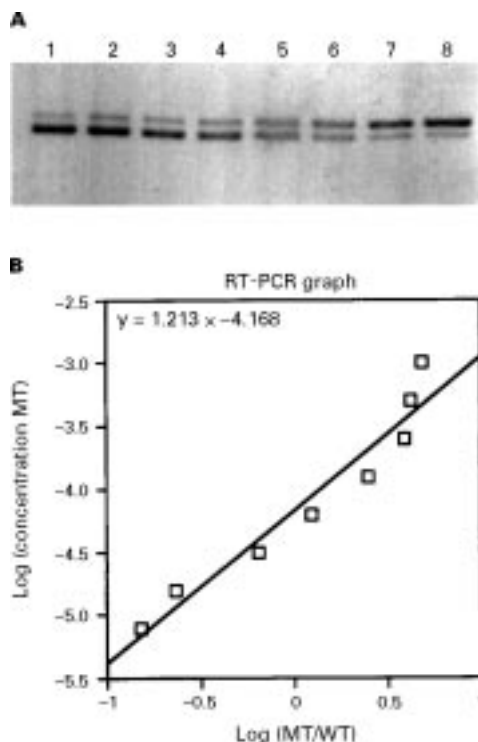 A
1 2 3 4 5 6 7 8
B
RT-PCR graph
y = 1.213 × −4.168
Log (concentration MT)
−2.5
−3.0
−3.5
−4.0
−4.5
−5.0
−5.5
−1 −0.5 0 0.5
Log (MT/WT)